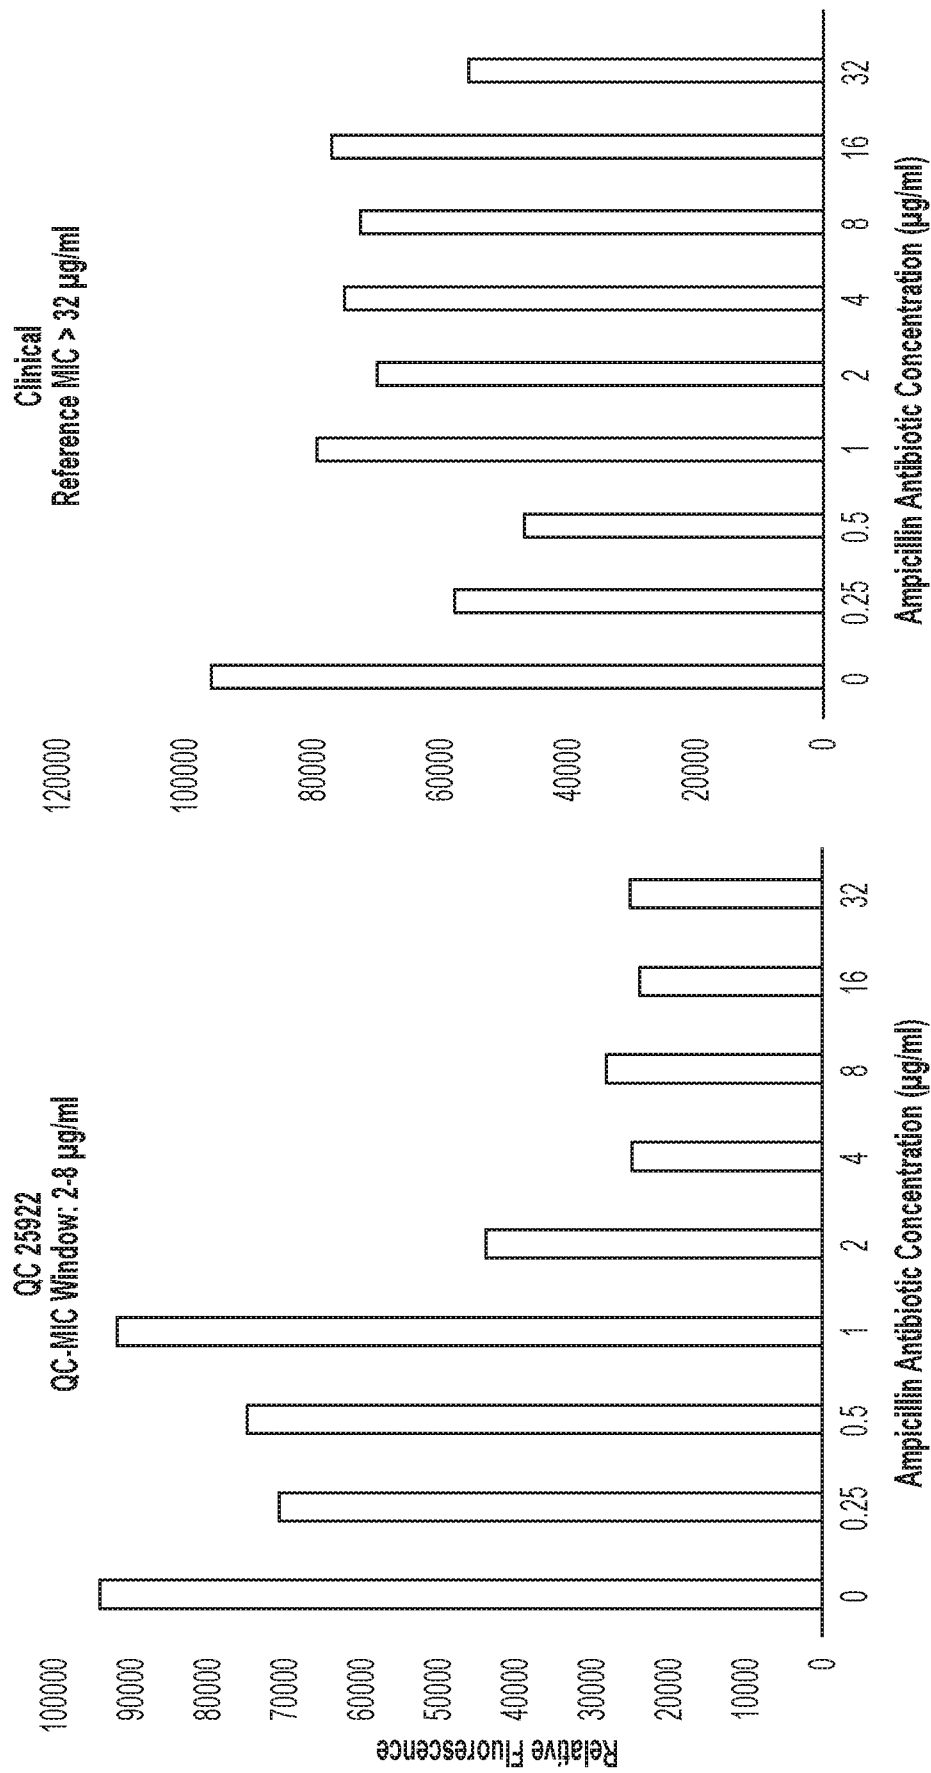 QC 25922
QC-MIC Window: 2-8 µg/ml
Relative Fluorescence
100000
90000
80000
70000
60000
50000
40000
30000
20000
10000
0
0 0.25 0.5 1 2 4 8 16 32
Ampicillin Antibiotic Concentration (µg/ml)
Clinical
Reference MIC > 32 µg/ml
120000
100000
80000
60000
40000
20000
0
0 0.25 0.5 1 2 4 8 16 32
Ampicillin Antibiotic Concentration (µg/ml)